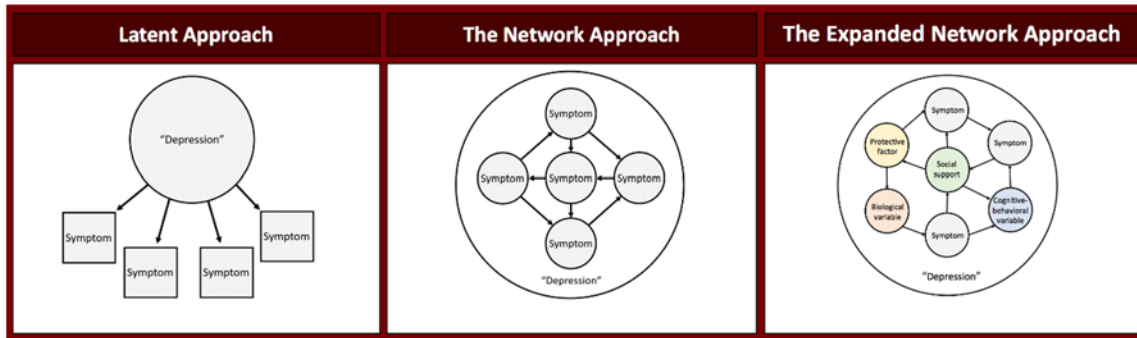 Latent Approach
The Network Approach
The Expanded Network Approach
“Depression”
Symptom
Symptom
Symptom
Symptom
Symptom
Symptom
Symptom
Symptom
Symptom
“Depression”
Symptom
Protective
factor
Symptom
Social
support
Biological
variable
Cognitive-
behavioral
variable
Symptom
“Depression”